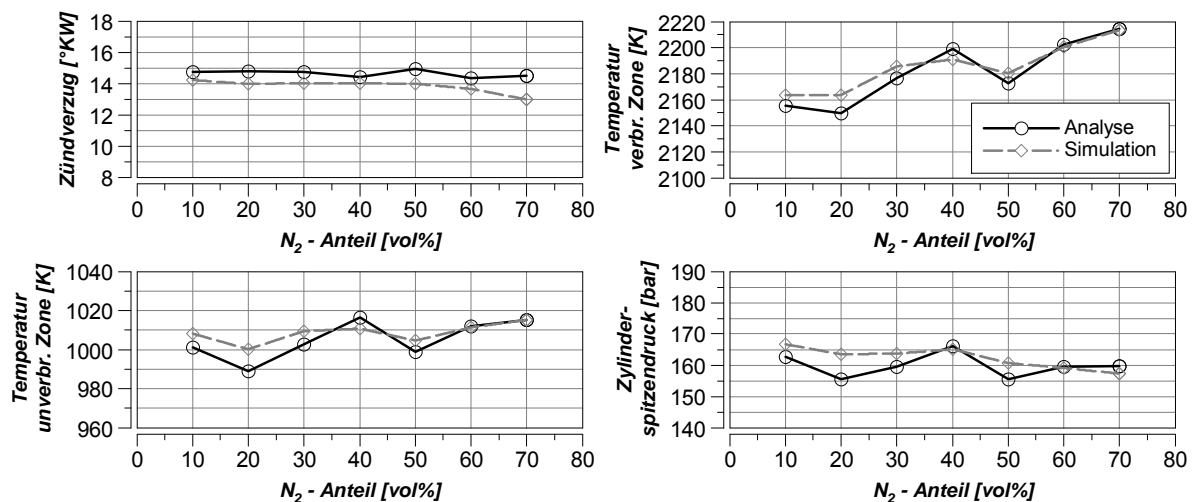 Zündverzug [°KW]
18
16
14
12
10
8
0 10 20 30 40 50 60 70 80
N2 - Anteil [vol%]
Temperatur
verbr. Zone [K]
2220
2200
2180
2160
2140
2120
2100
Analyse
Simulation
0 10 20 30 40 50 60 70 80
N2 - Anteil [vol%]
Temperatur
unverbr. Zone [K]
1040
1020
1000
980
960
0 10 20 30 40 50 60 70 80
N2 - Anteil [vol%]
Zylinder-
spitzendruck [bar]
190
180
170
160
150
140
0 10 20 30 40 50 60 70 80
N2 - Anteil [vol%]